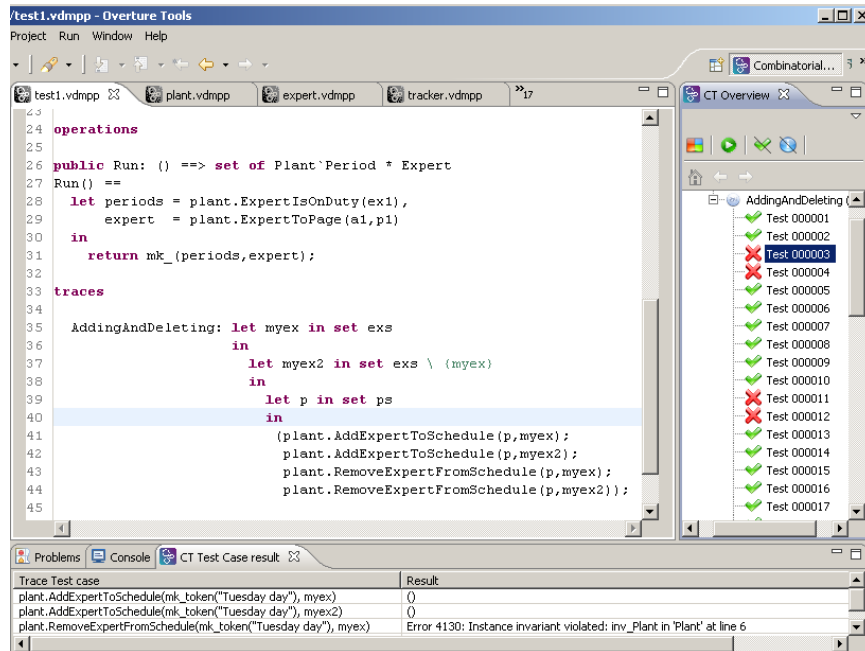 /test1.vdmpp - Overture Tools
Project Run Window Help
Combinatorial...
test1.vdmpp
plant.vdmpp
expert.vdmpp
tracker.vdmpp
»17
CT Overview
23
24 operations
25
26 public Run: () ==> set of Plant`Period * Expert
27 Run() ==
28 let periods = plant.ExpertIsOnDuty(ex1),
29 expert = plant.ExpertToPage(a1,p1)
30 in
31 return mk_(periods,expert);
32
33 traces
34
35 AddingAndDeleting: let myex in set exs
36 in
37 let myex2 in set exs \ (myex)
38 in
39 let p in set ps
40 in
41 (plant.AddExpertToSchedule(p,myex);
42 plant.AddExpertToSchedule(p,myex2);
43 plant.RemoveExpertFromSchedule(p,myex);
44 plant.RemoveExpertFromSchedule(p,myex2));
45
AddingAndDeleting (
Test 000001
Test 000002
Test 000003
Test 000004
Test 000005
Test 000006
Test 000007
Test 000008
Test 000009
Test 000010
Test 000011
Test 000012
Test 000013
Test 000014
Test 000015
Test 000016
Test 000017
Problems
Console
CT Test Case result
Trace Test case Result
plant.AddExpertToSchedule(mk_token("Tuesday day"), myex) ()
plant.AddExpertToSchedule(mk_token("Tuesday day"), myex2) ()
plant.RemoveExpertFromSchedule(mk_token("Tuesday day"), myex) Error 4130: Instance invariant violated: inv_Plant in 'Plant' at line 6